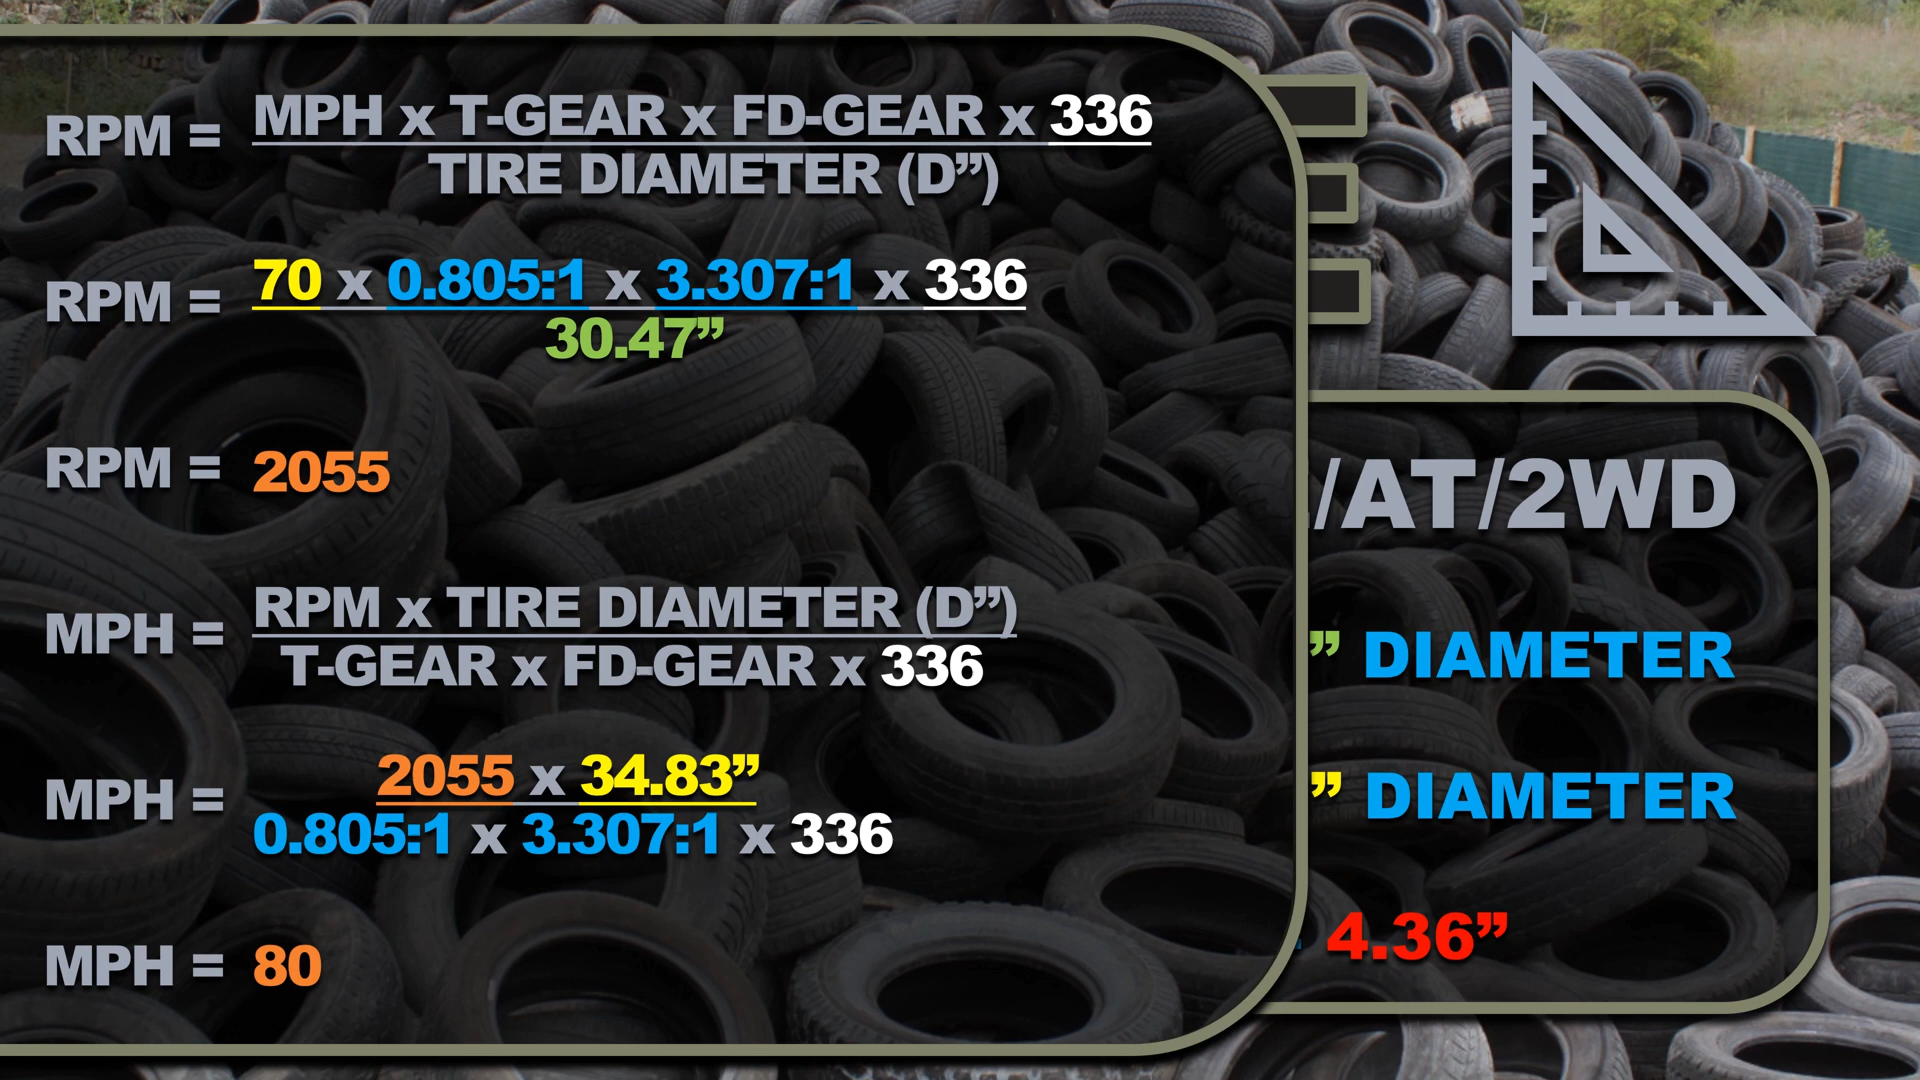 RPM = MPH x T-GEAR x FD-GEAR x 336
TIRE DIAMETER (D”)
RPM = 70 x 0.805:1 x 3.307:1 x 336
30.47”
RPM = 2055
MPH = RPM x TIRE DIAMETER (D”)
T-GEAR x FD-GEAR x 336
MPH = 2055 x 34.83”
0.805:1 x 3.307:1 x 336
MPH = 80
/AT/2WD
” DIAMETER
” DIAMETER
4.36”